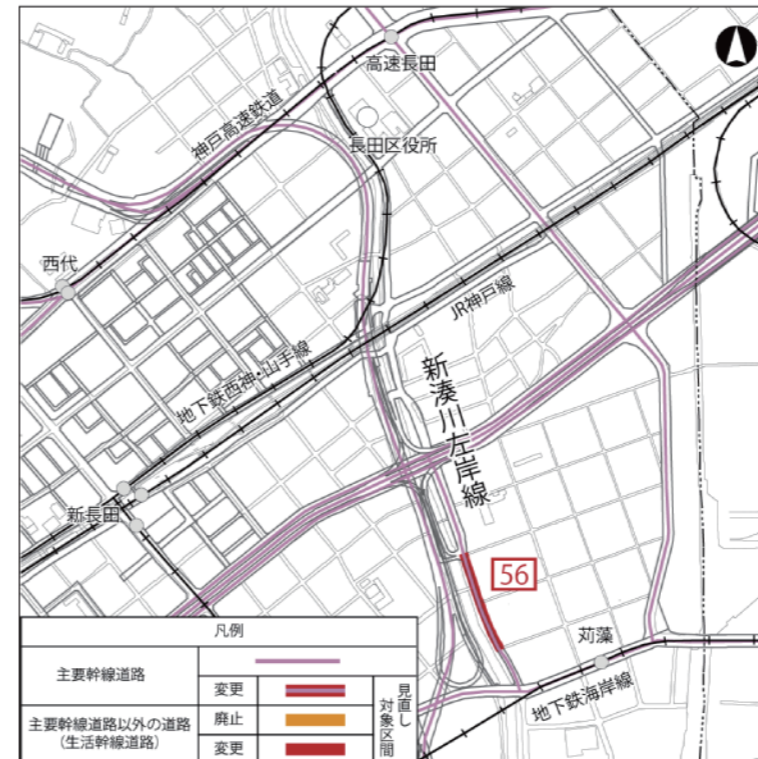 高速長田
神戸高速鉄道
長田区役所
西代
JR神戸線
地下鉄西神・山手線
新湊川左岸線
新長田
56
苅藻
地下鉄海岸線
凡例
主要幹線道路
変更
主要幹線道路以外の道路
(生活幹線道路)
廃止
変更
見直し
対象区間